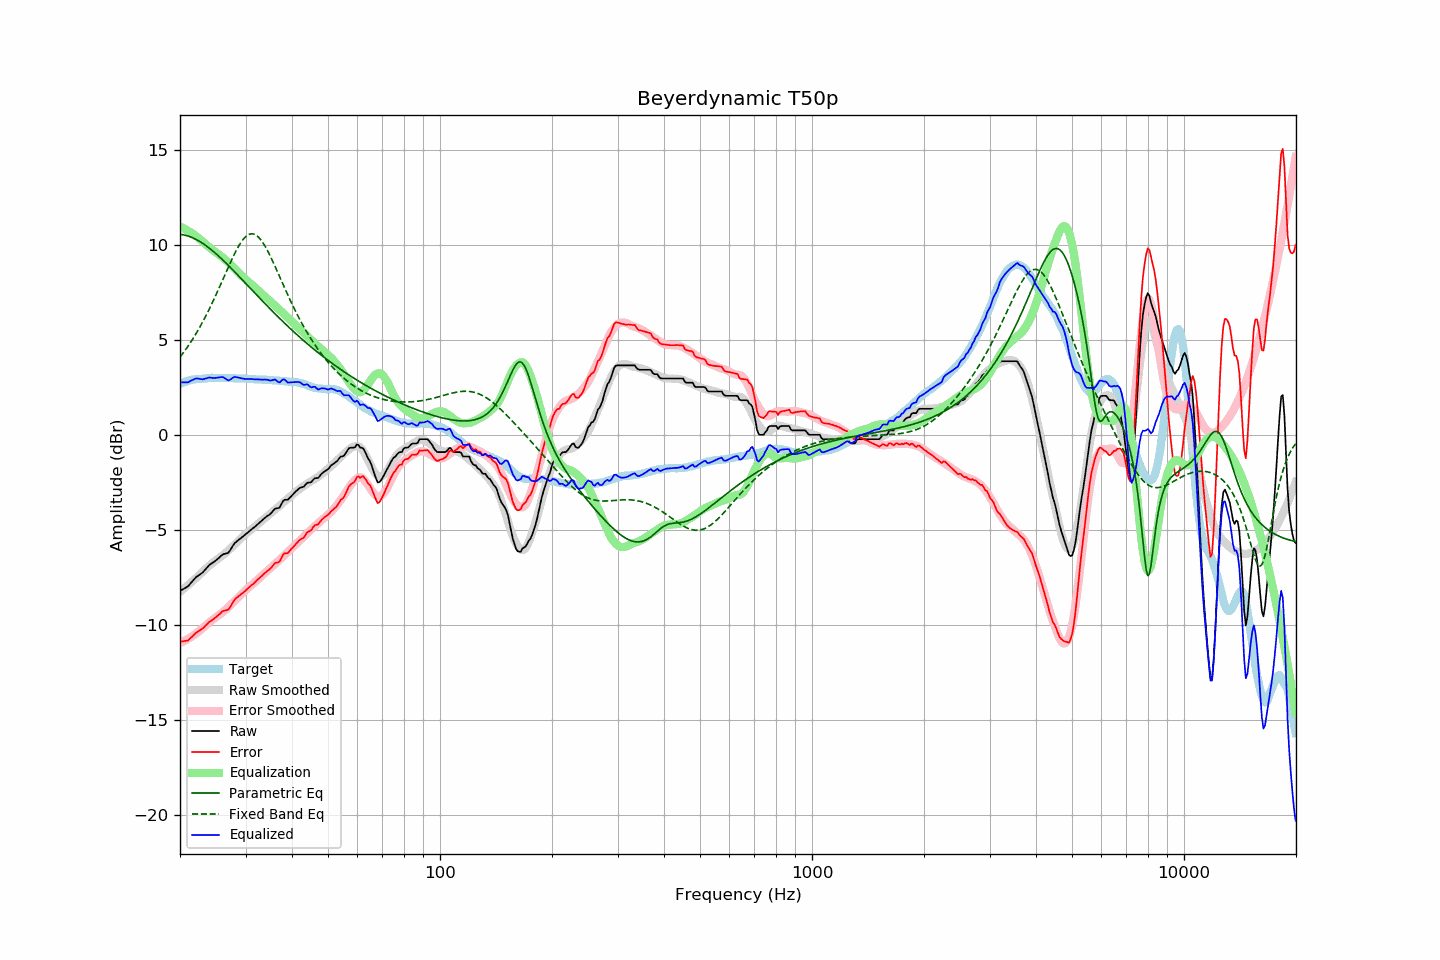 Beyerdynamic T50p
Amplitude (dBr)
15
10
5
0
−5
−10
−15
−20
Target
Raw Smoothed
Error Smoothed
Raw
Error
Equalization
Parametric Eq
Fixed Band Eq
Equalized
100
1000
10000
Frequency (Hz)